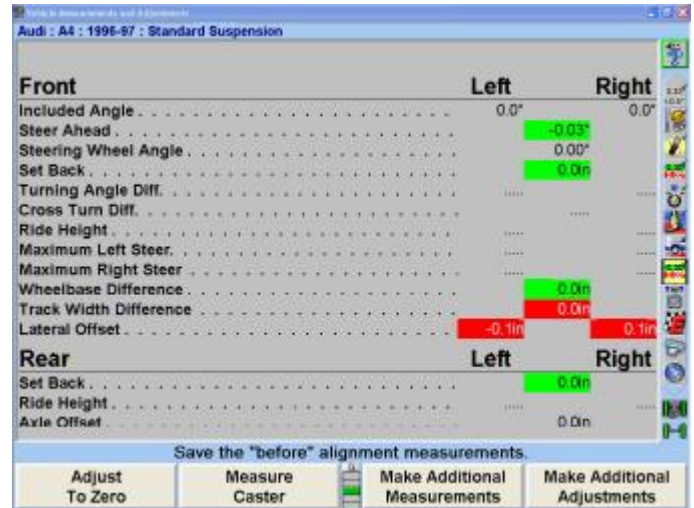 Vehicle Measurements and Adjustments
Audi : A4 : 1996-97 : Standard Suspension
Front Left Right
Included Angle 0.0° 0.0°
Steer Ahead -0.03°
Steering Wheel Angle 0.00°
Set Back 0.0in
Turning Angle Diff.
Cross Turn Diff.
Ride Height
Maximum Left Steer.
Maximum Right Steer
Wheelbase Difference 0.0in
Track Width Difference 0.0in
Lateral Offset -0.1in 0.1in
Rear Left Right
Set Back 0.0in
Ride Height
Axle Offset 0.0in
Save the "before" alignment measurements.
Adjust To Zero
Measure Caster
Make Additional Measurements
Make Additional Adjustments